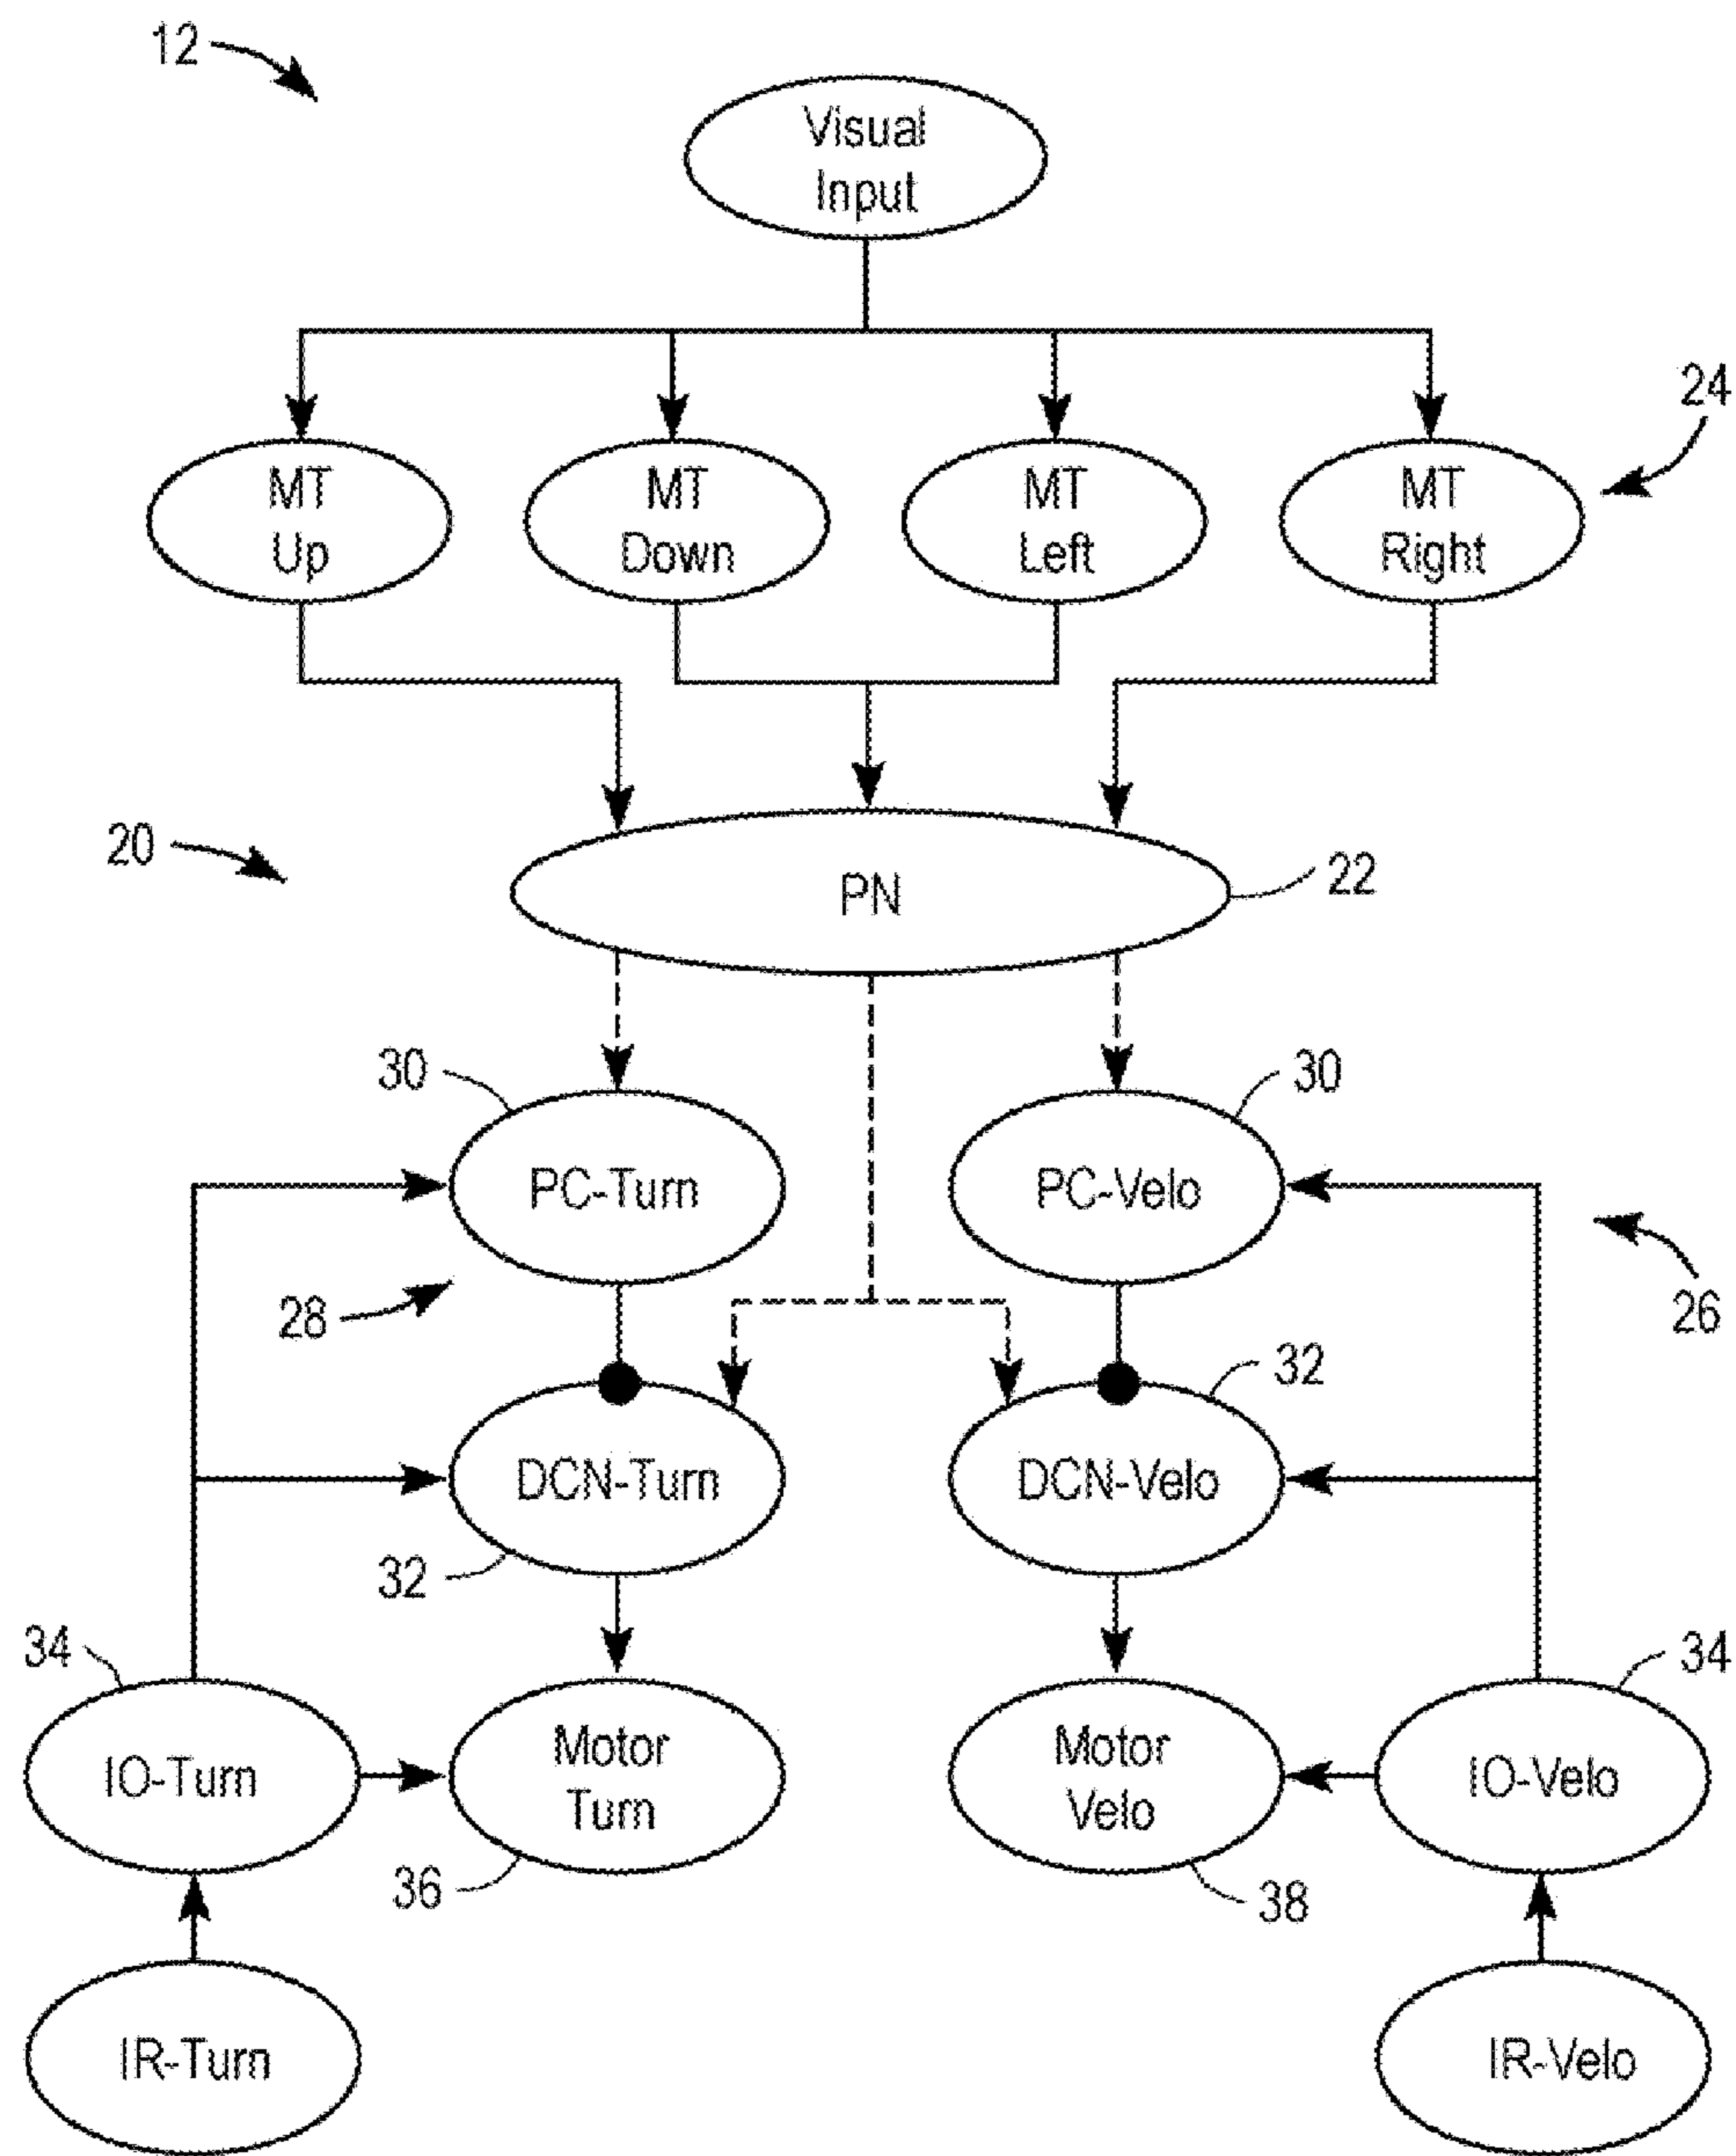 12
Visual
Input
24
MT
Up
MT
Down
MT
Left
MT
Right
20
PN
22
30
30
PC-Turn
PC-Velo
28
26
32
DCN-Turn
DCN-Velo
32
34
34
IO-Turn
Motor
Turn
Motor
Velo
IO-Velo
36
38
IR-Turn
IR-Velo